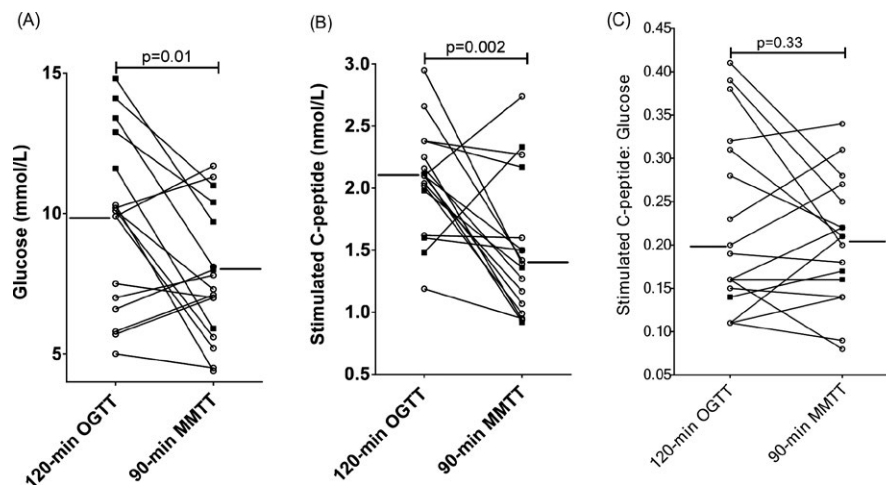 (A)
p=0.01
Glucose (mmol/L)
15
10
5
120-min OGTT
90-min MMTT
(B)
p=0.002
Stimulated C-peptide (nmol/L)
3.0
2.5
2.0
1.5
1.0
0.5
120-min OGTT
90-min MMTT
(C)
p=0.33
Stimulated C-peptide: Glucose
0.45
0.40
0.35
0.30
0.25
0.20
0.15
0.10
0.05
120-min OGTT
90-min MMTT